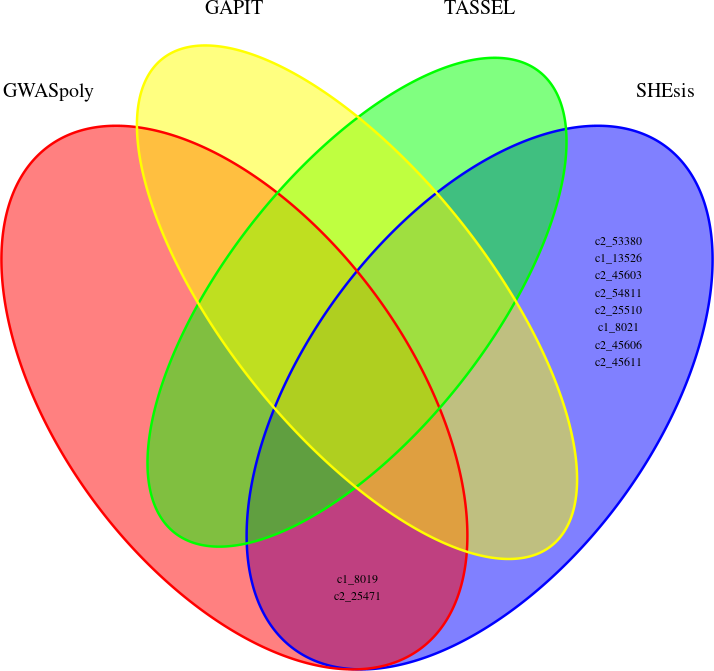 GAPIT
TASSEL
GWASpoly
SHEsis
c2_53380
c1_13526
c2_45603
c2_54811
c2_25510
c1_8021
c2_45606
c2_45611
c1_8019
c2_25471